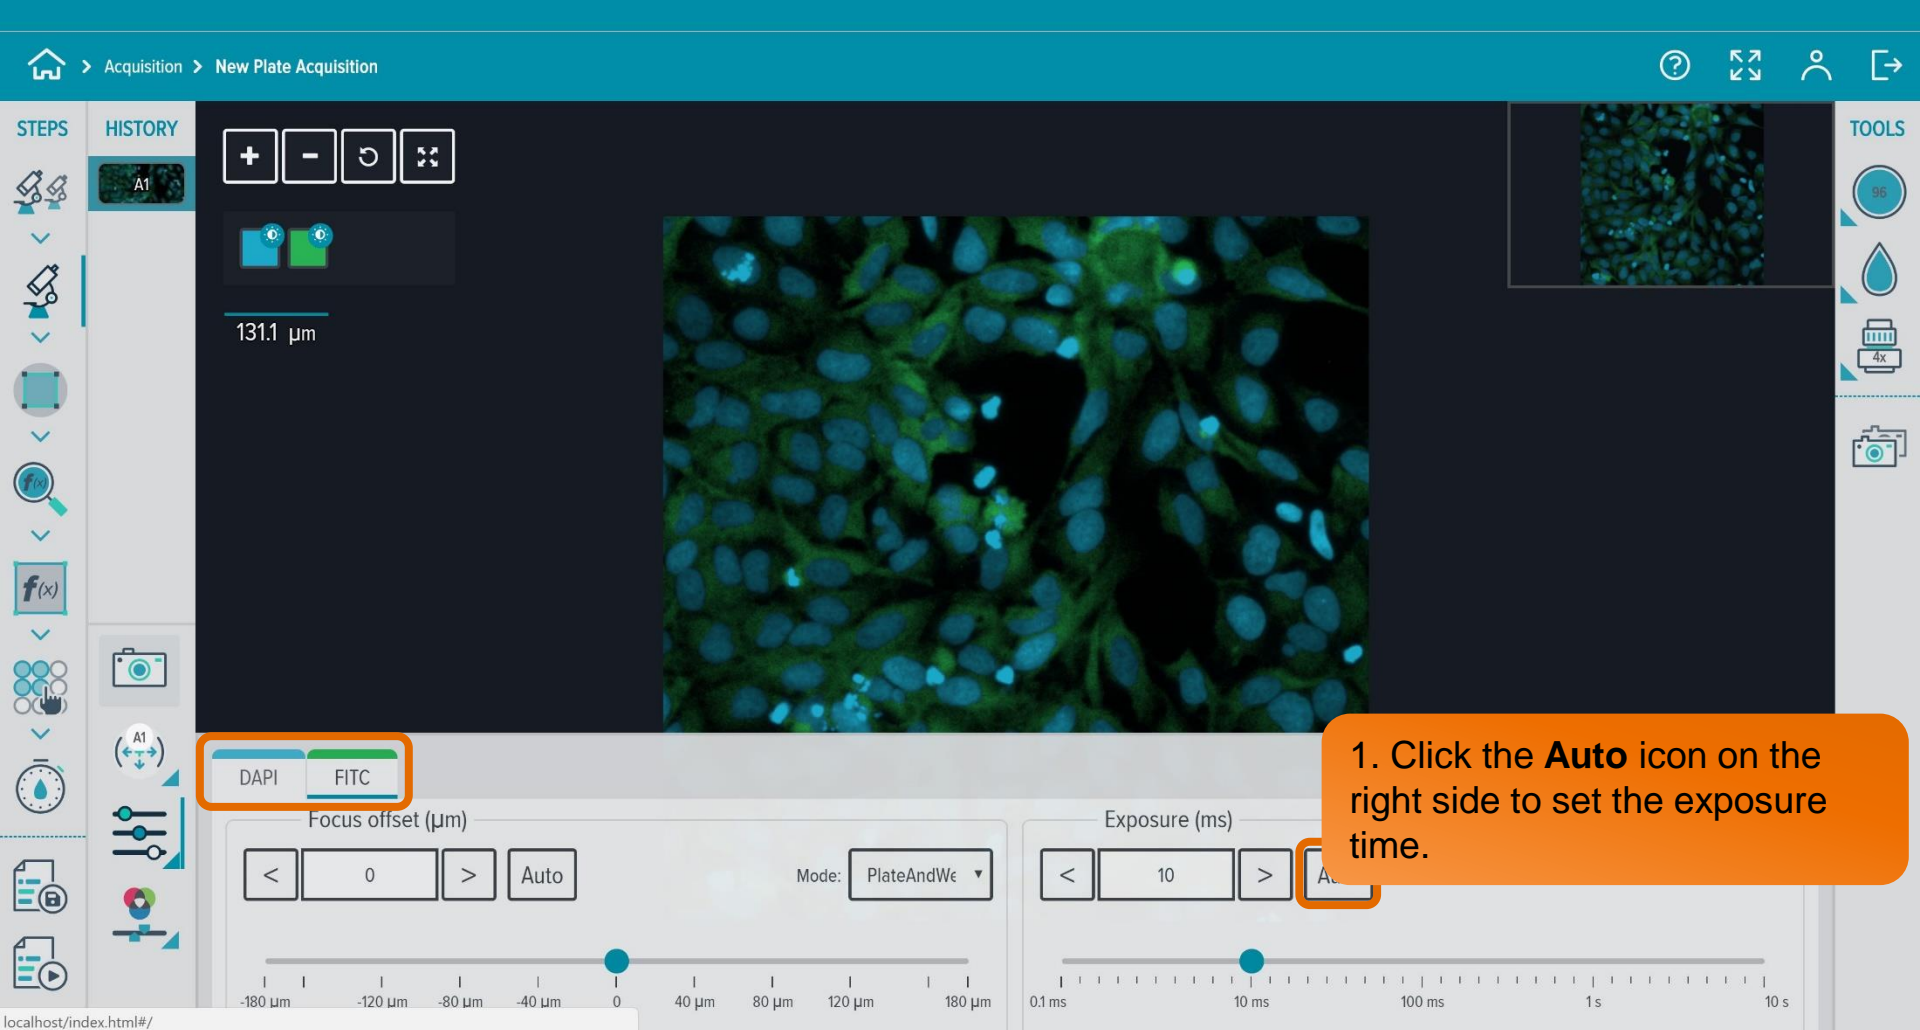 Acquisition > New Plate Acquisition
STEPS
HISTORY
TOOLS
A1
96
4x
131.1 µm
f(x)
f(x)
A1
DAPI
FITC
1. Click the Auto icon on the
right side to set the exposure
time.
Focus offset (µm)
< 0 > Auto
Mode: PlateAndWe
Exposure (ms)
< 10 >
-180 µm -120 µm -80 µm -40 µm 0 40 µm 80 µm 120 µm 180 µm
0.1 ms 10 ms 100 ms 1 s 10 s
localhost/index.html#/